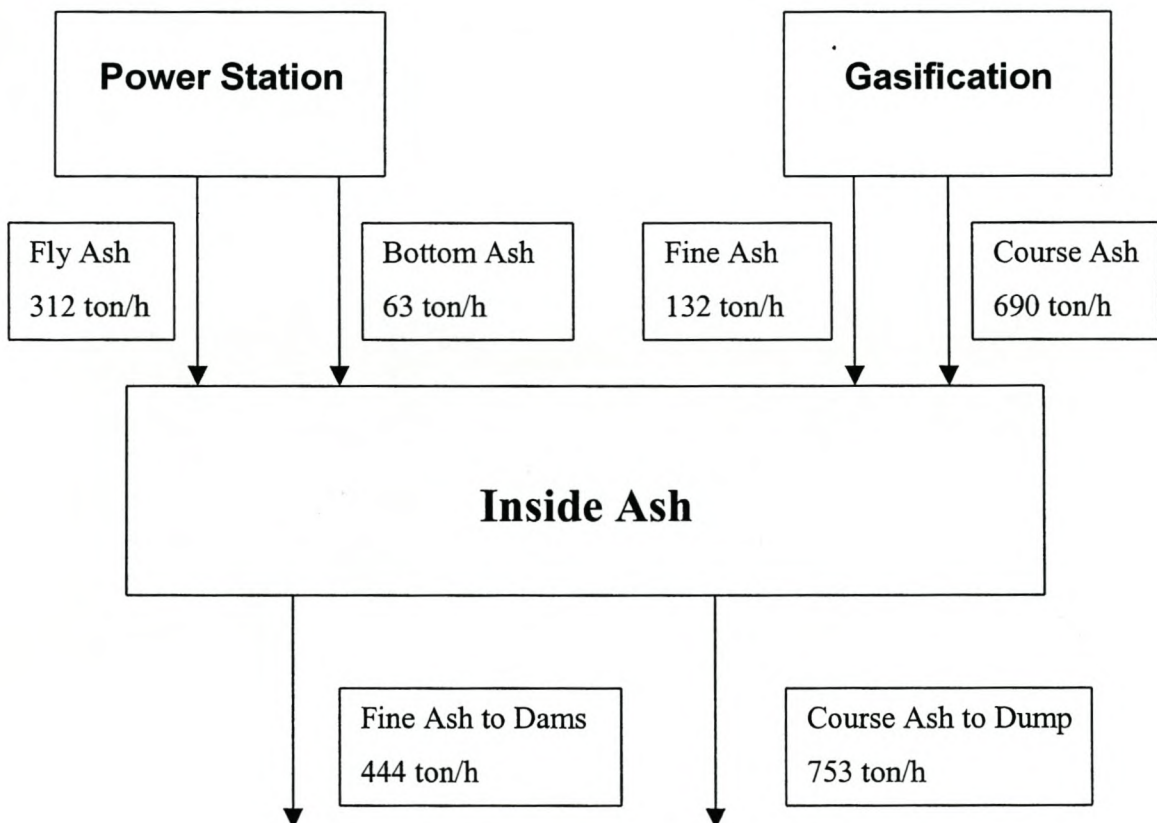 Power Station
Gasification
Fly Ash
312 ton/h
Bottom Ash
63 ton/h
Fine Ash
132 ton/h
Course Ash
690 ton/h
Inside Ash
Fine Ash to Dams
444 ton/h
Course Ash to Dump
753 ton/h